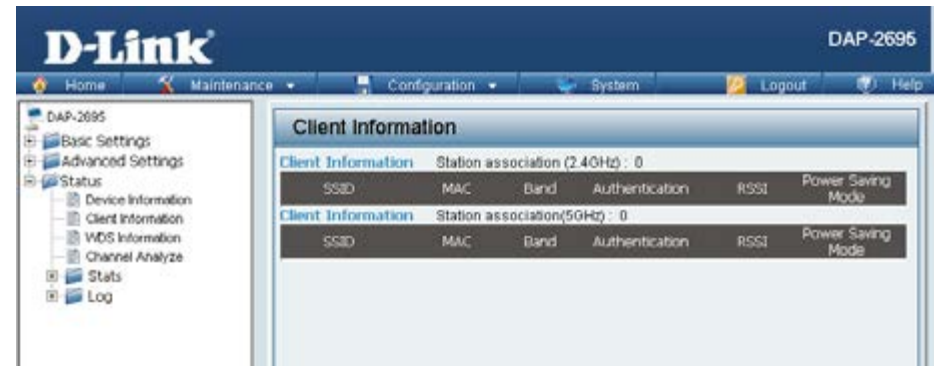 D-Link
DAP-2695
Home Maintenance Configuration System Logout Help
DAP-2695
Basic Settings
Advanced Settings
Status
Device Information
Client Information
WDS Information
Channel Analyze
Stats
Log
Client Information
Client Information Station association (2.4GHz) : 0
SSID MAC Band Authentication RSSI Power Saving Mode
Client Information Station association(5GHz) : 0
SSID MAC Band Authentication RSSI Power Saving Mode